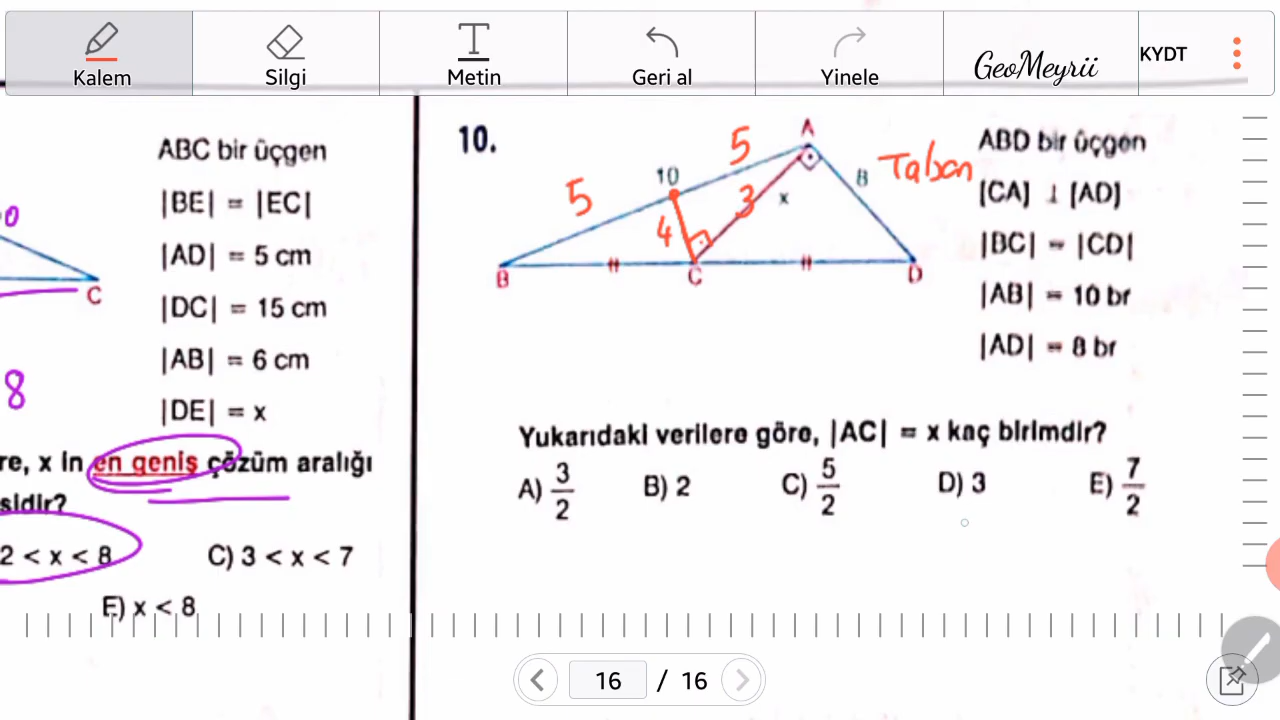 Kalem
Silgi
Metin
Geri al
Yinele
GeoMeyrii
KYDT
ABC bir üçgen
|BE| = |EC|
|AD| = 5 cm
|DC| = 15 cm
|AB| = 6 cm
|DE| = x
C
8
re, x in en geniş çözüm aralığı
sidir?
2 < x < 8
C) 3 < x < 7
E) x < 8
10.
A
5
10
5
3
x
8
Taban
4
B
C
D
ABD bir üçgen
[CA] ⊥ [AD]
|BC| = |CD|
|AB| = 10 br
|AD| = 8 br
Yukarıdaki verilere göre, |AC| = x kaç birimdir?
A) 3/2 B) 2 C) 5/2 D) 3 E) 7/2
16 / 16